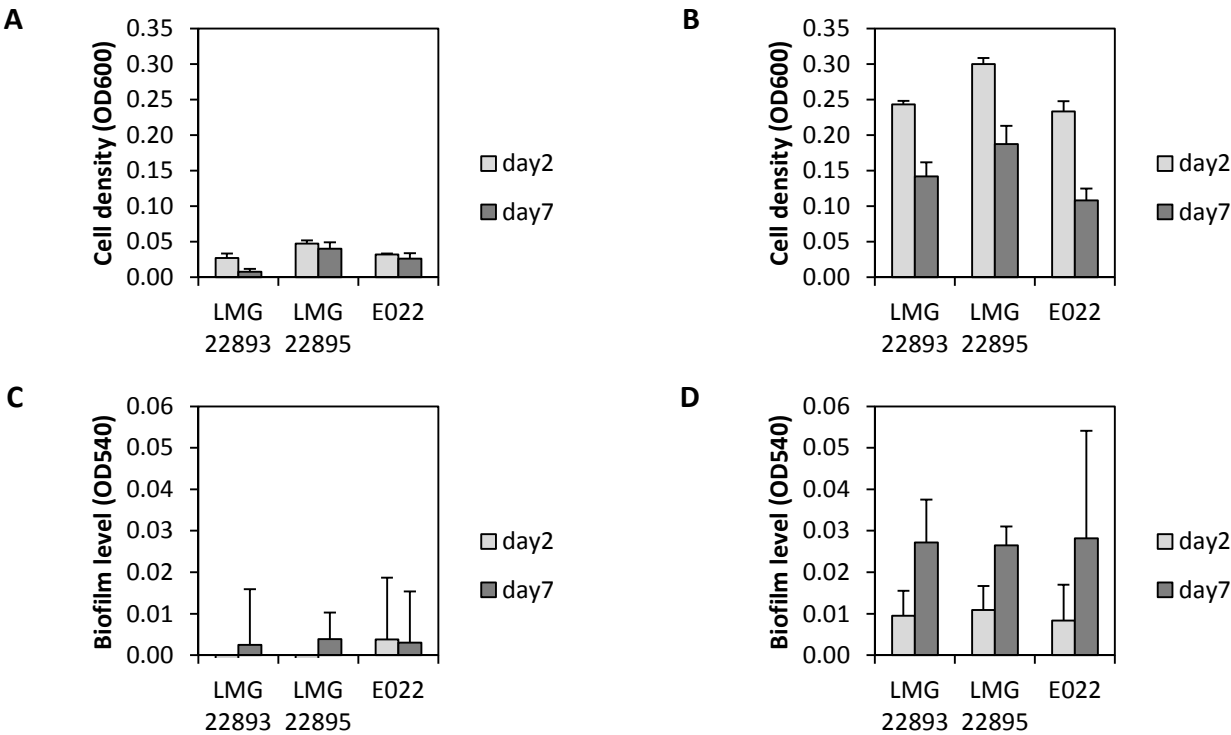 A
Cell density (OD600)
0.35
0.30
0.25
0.20
0.15
0.10
0.05
0.00
LMG
22893
LMG
22895
E022
day2
day7
B
Cell density (OD600)
0.35
0.30
0.25
0.20
0.15
0.10
0.05
0.00
LMG
22893
LMG
22895
E022
day2
day7
C
Biofilm level (OD540)
0.06
0.05
0.04
0.03
0.02
0.01
0.00
LMG
22893
LMG
22895
E022
day2
day7
D
Biofilm level (OD540)
0.06
0.05
0.04
0.03
0.02
0.01
0.00
LMG
22893
LMG
22895
E022
day2
day7